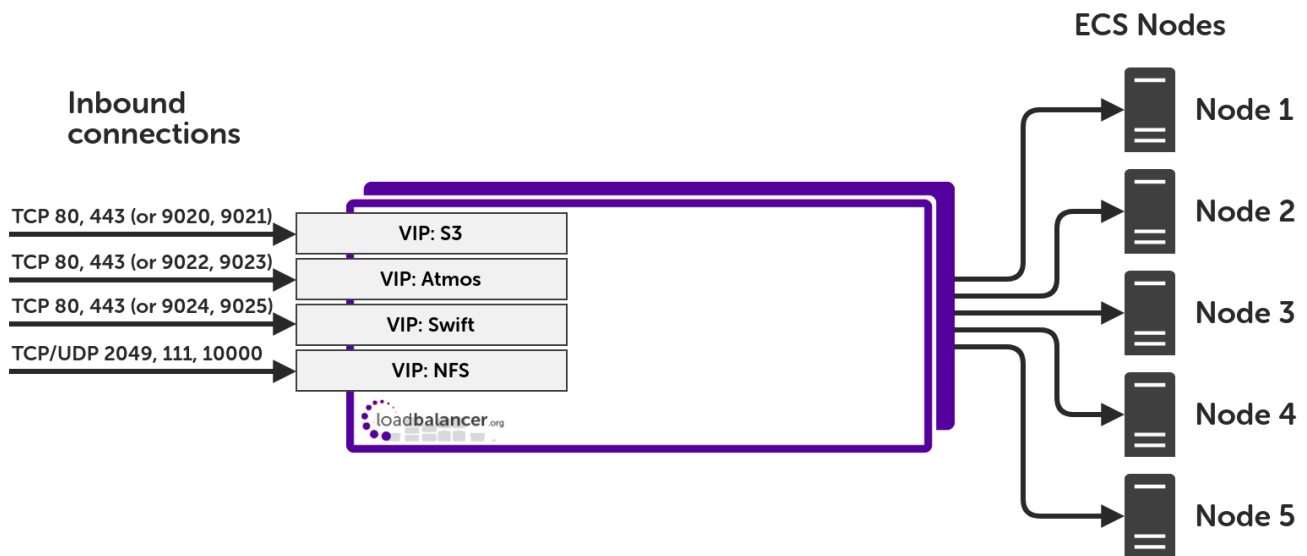 ECS Nodes
Inbound
connections
TCP 80, 443 (or 9020, 9021)
TCP 80, 443 (or 9022, 9023)
TCP 80, 443 (or 9024, 9025)
TCP/UDP 2049, 111, 10000
VIP: S3
VIP: Atmos
VIP: Swift
VIP: NFS
loadbalancer.org
Node 1
Node 2
Node 3
Node 4
Node 5